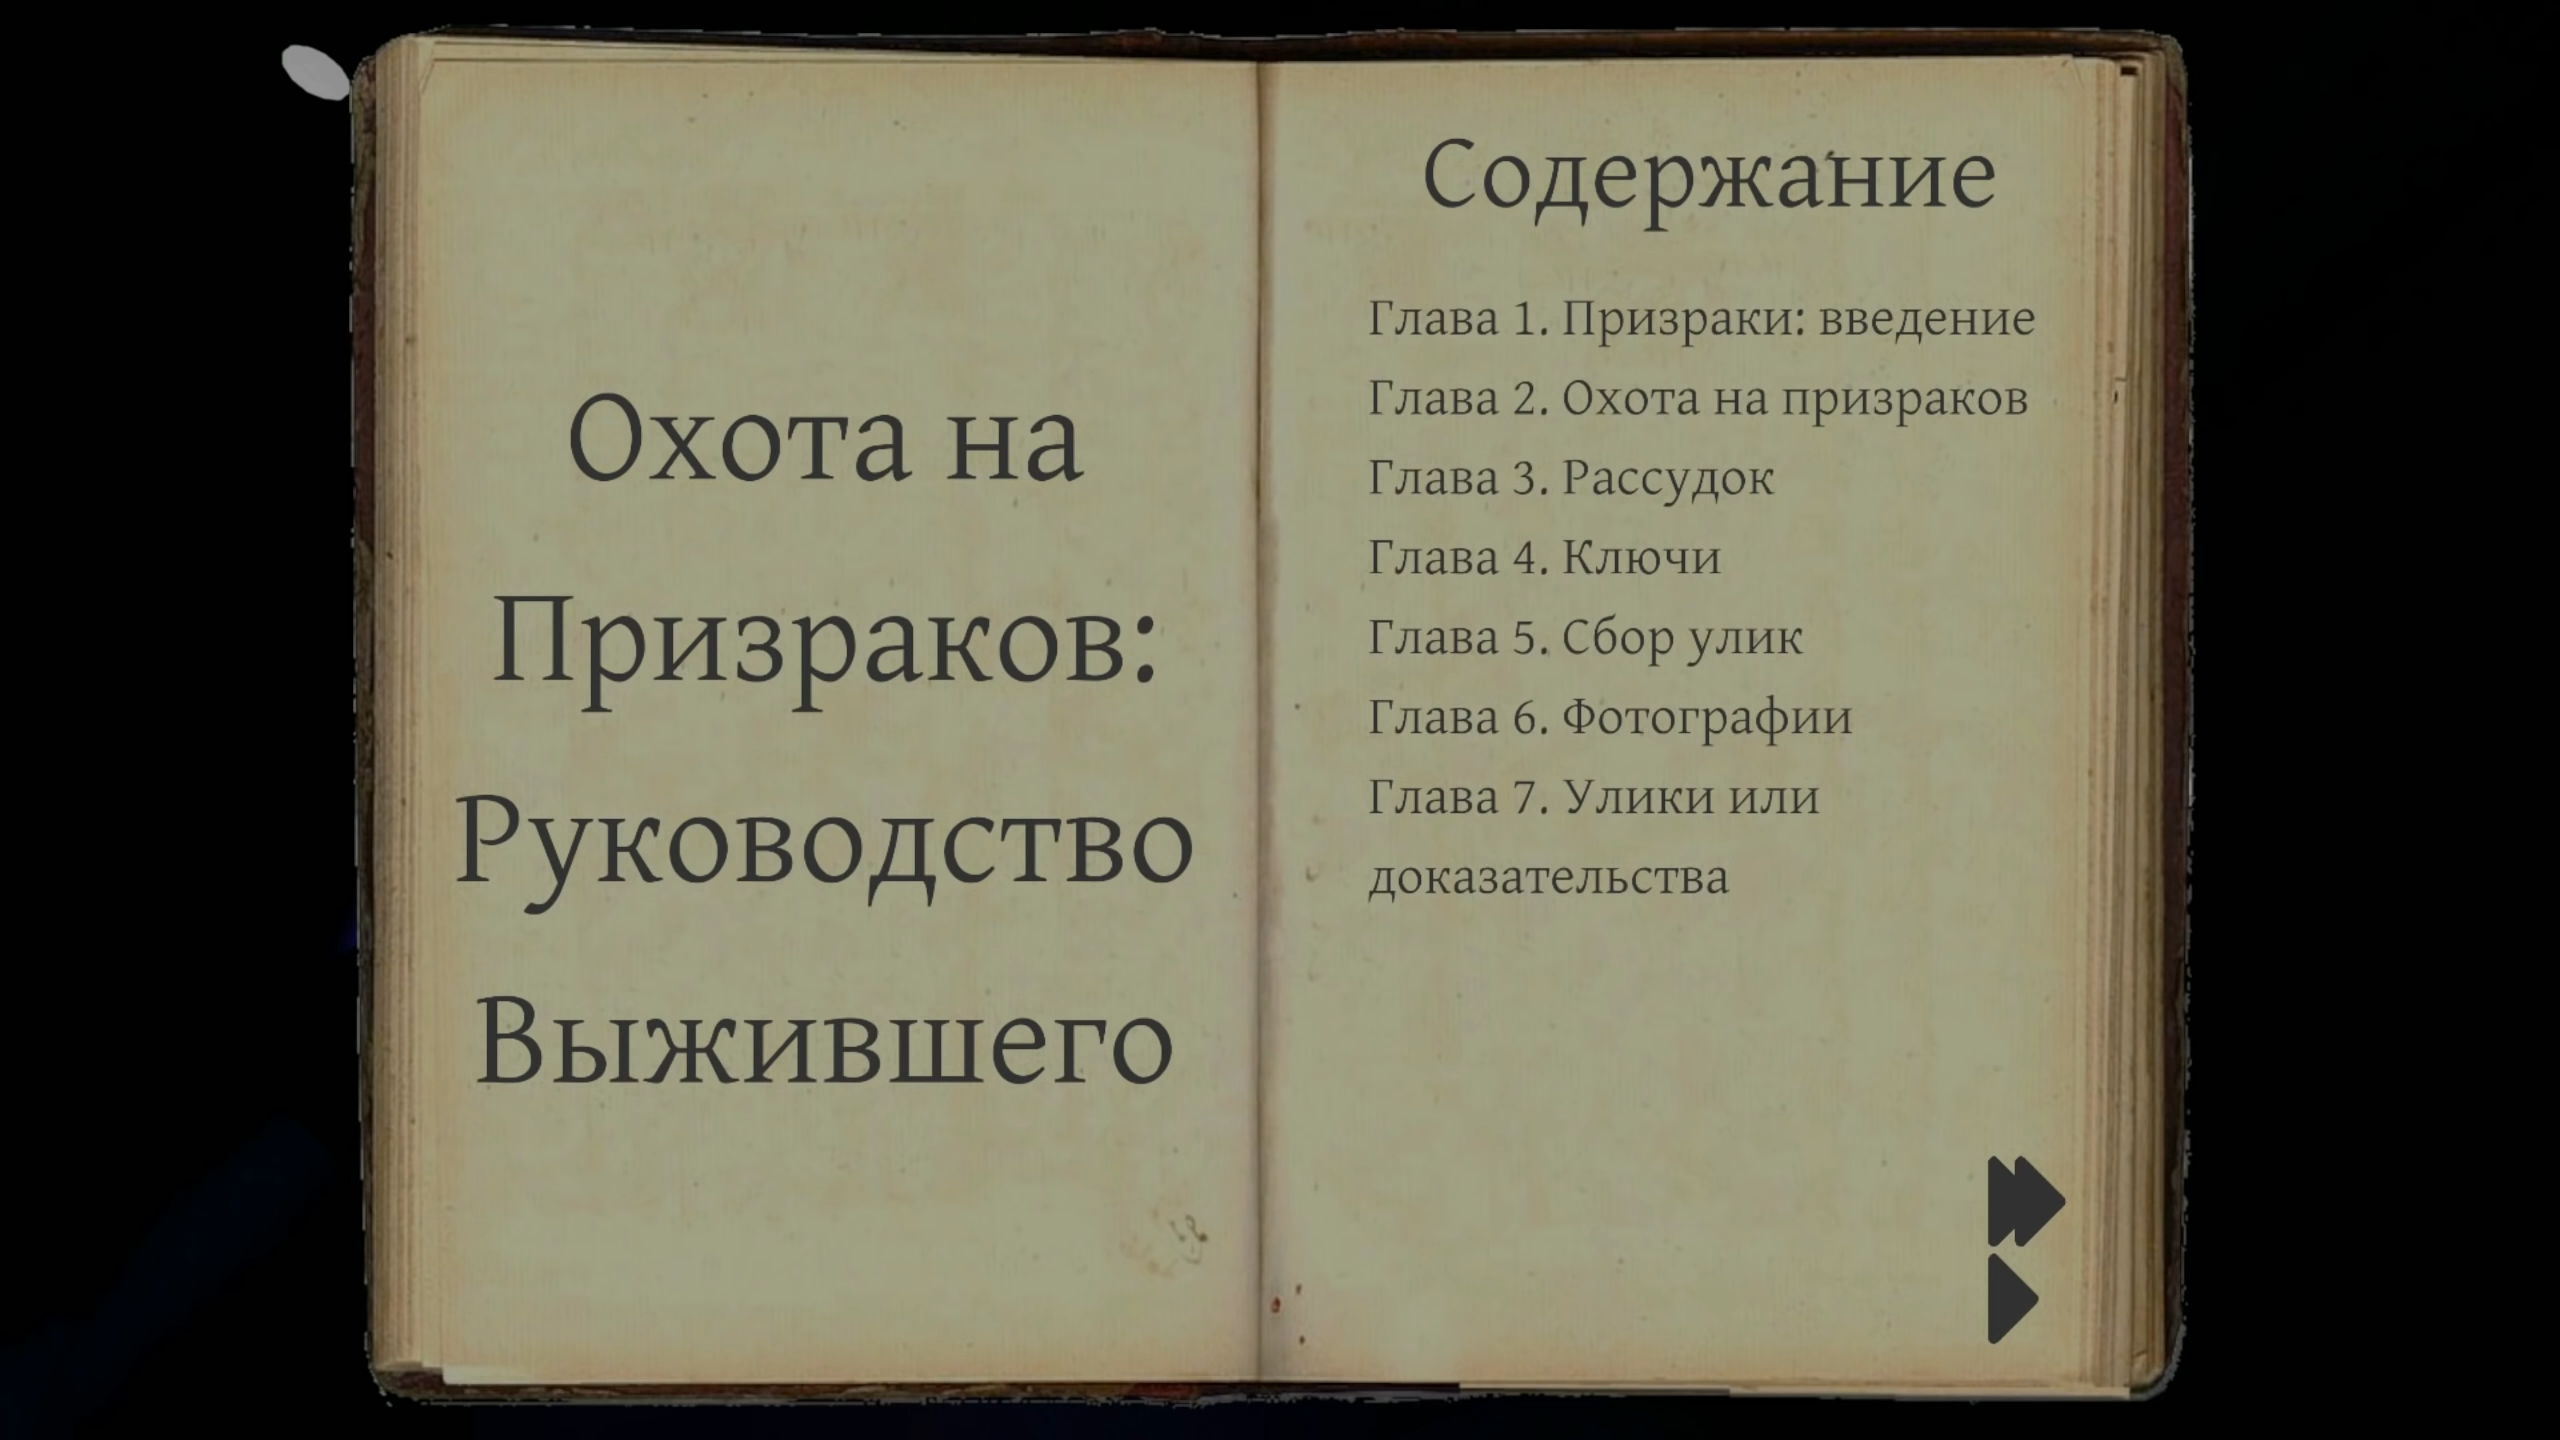 Охота на
Призраков:
Руководство
Выжившего
Содержание
Глава 1. Призраки: введение
Глава 2. Охота на призраков
Глава 3. Рассудок
Глава 4. Ключи
Глава 5. Сбор улик
Глава 6. Фотографии
Глава 7. Улики или
доказательства